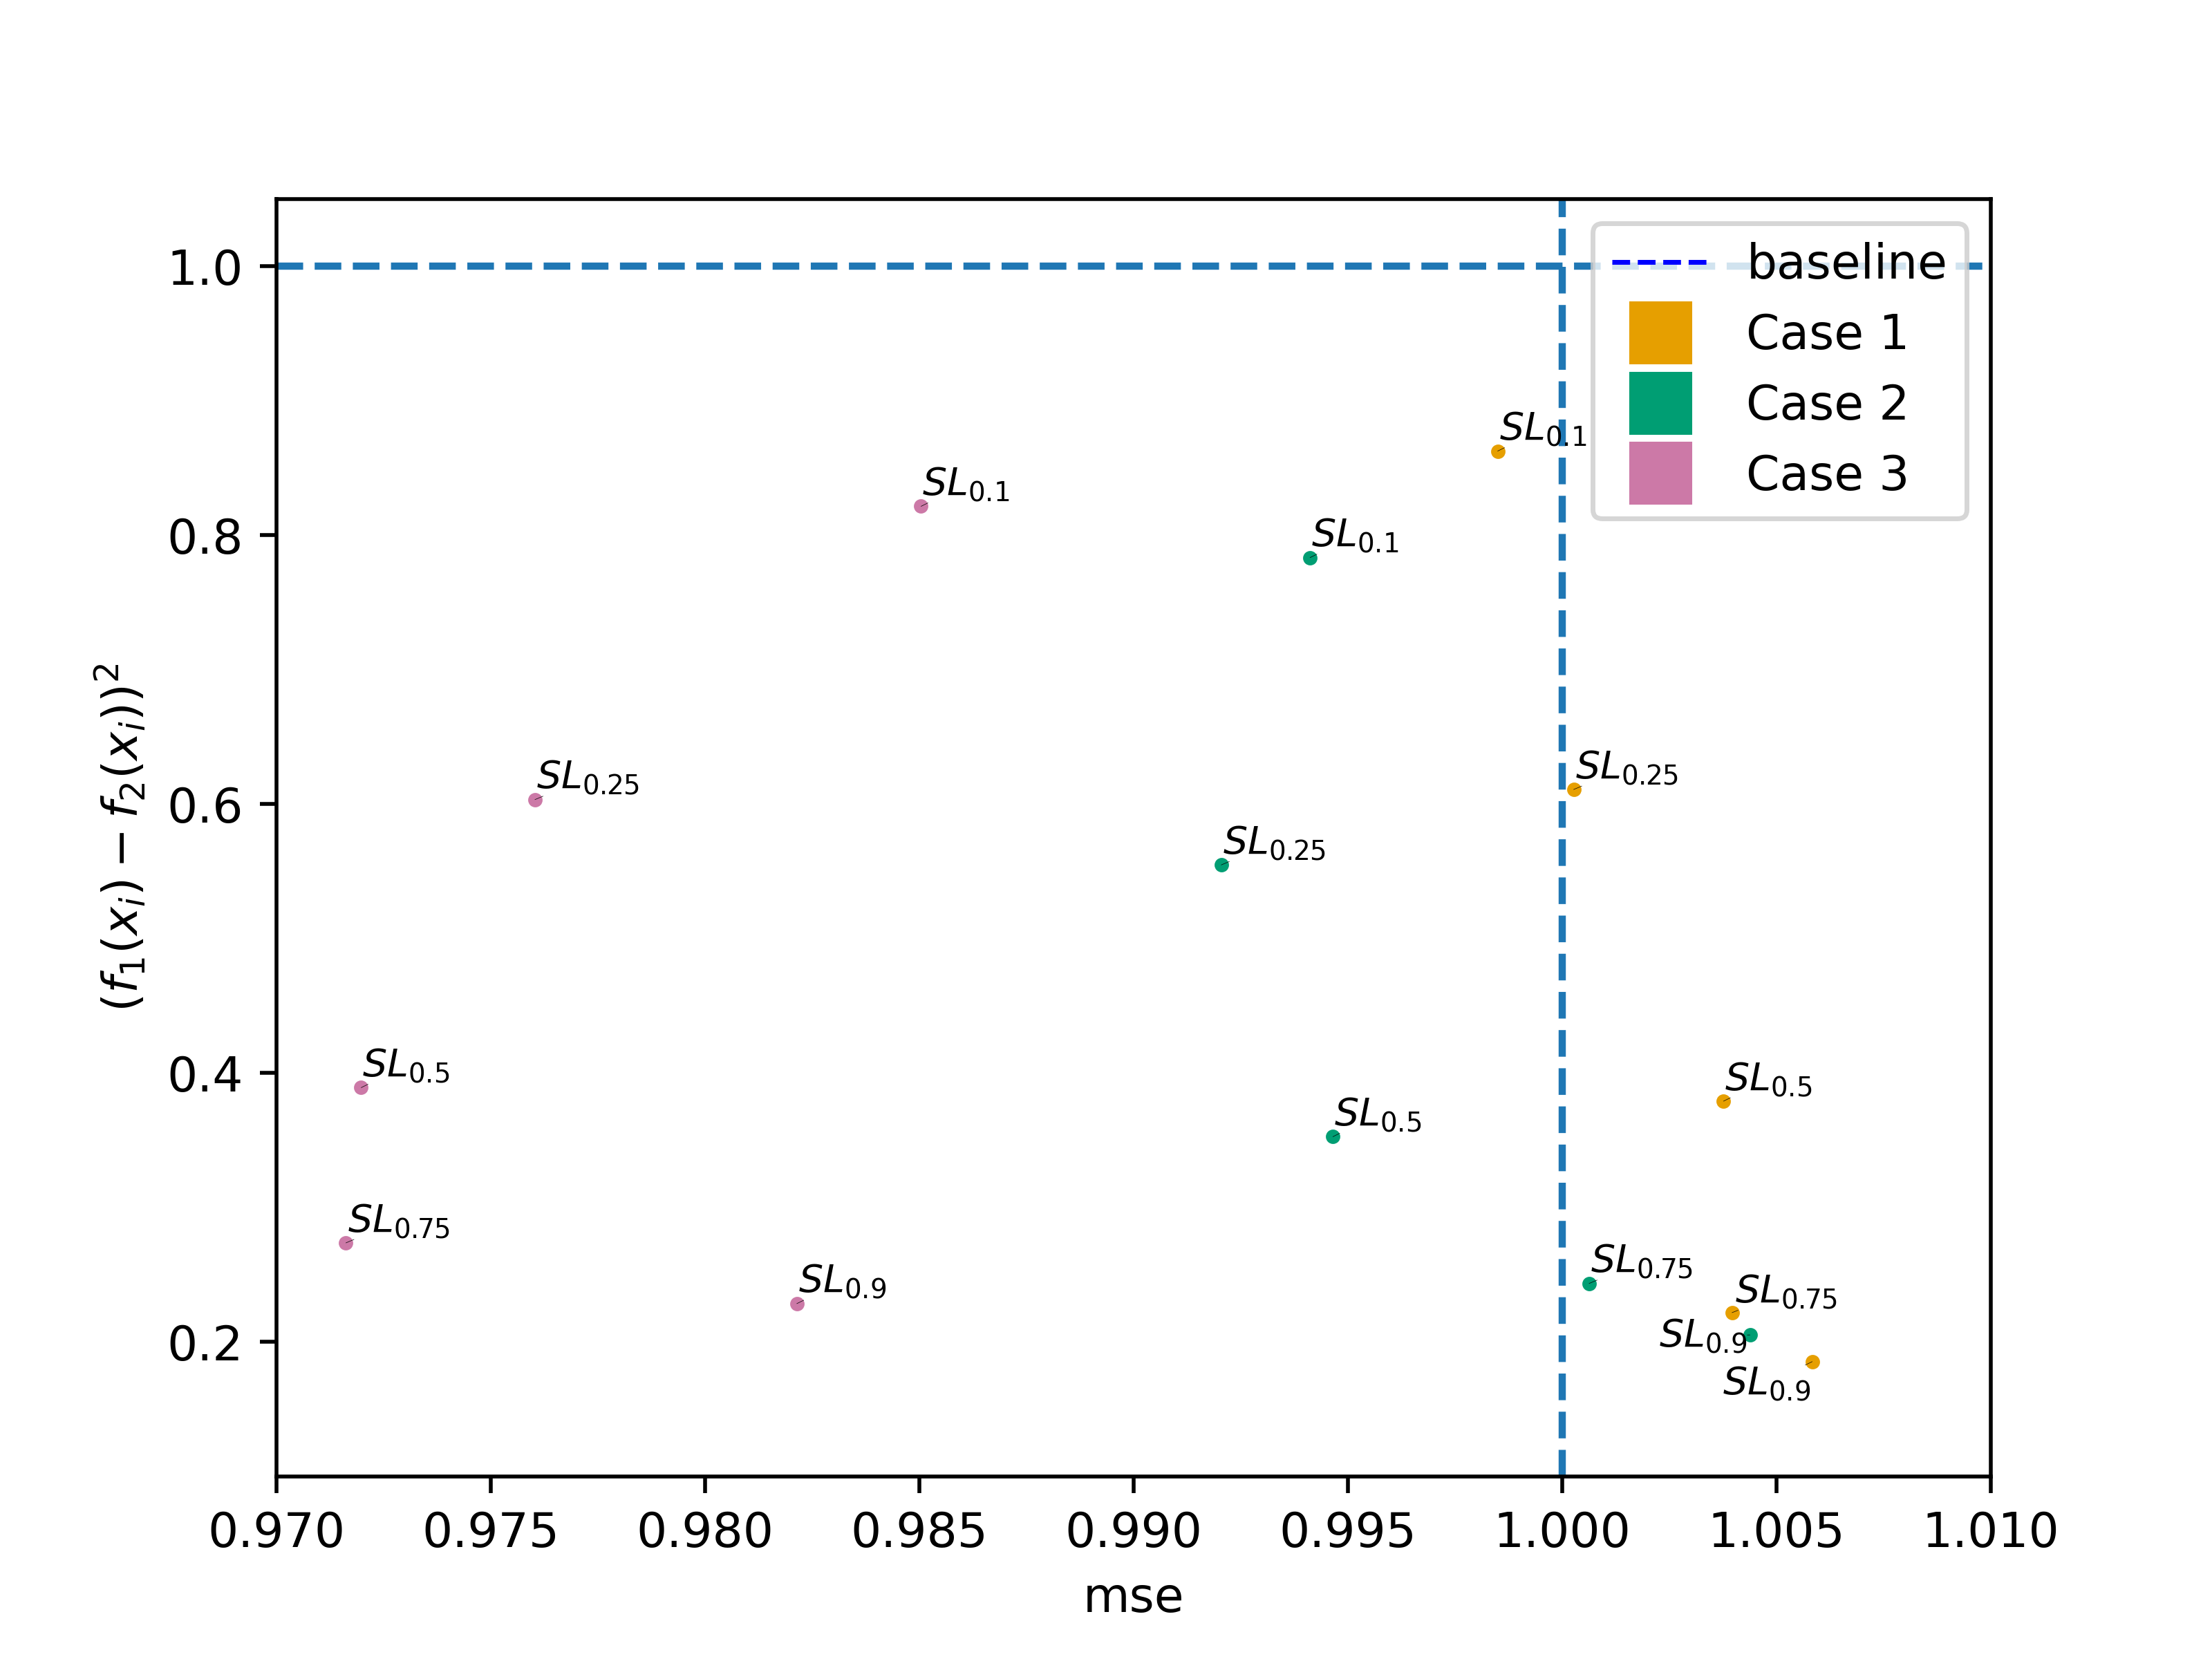 baseline
Case 1
Case 2
Case 3
1.0
0.8
0.6
0.4
0.2
(f₁(xᵢ) − f₂(xᵢ))²
SL₀.₁
SL₀.₁
SL₀.₁
SL₀.₂₅
SL₀.₂₅
SL₀.₂₅
SL₀.₅
SL₀.₅
SL₀.₅
SL₀.₇₅
SL₀.₇₅
SL₀.₉
SL₀.₇₅
SL₀.₉
SL₀.₉
0.970 0.975 0.980 0.985 0.990 0.995 1.000 1.005 1.010
mse